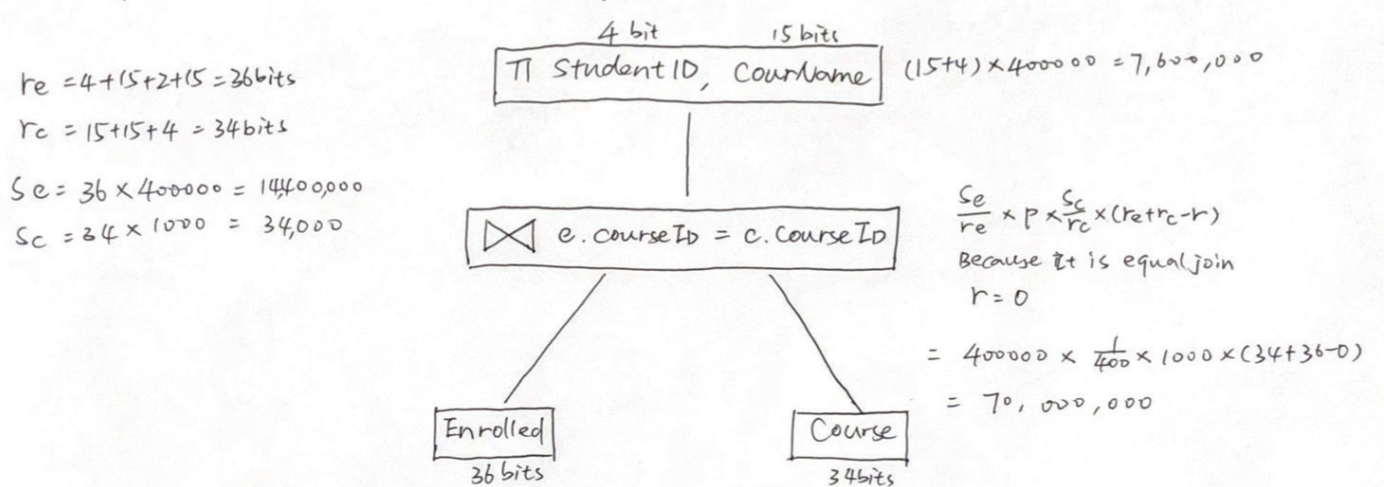 4 bit 15 bits
π StudentID, CourName
(15+4) × 400000 = 7,600,000
re = 4+15+2+15 = 36bits
rc = 15+15+4 = 34bits
Se = 36 × 400000 = 14,400,000
Sc = 34 × 1000 = 34,000
⋈ e.courseID = c.CourseID
Se/re × p × Sc/rc × (re+rc-r)
Because it is equal join
r = 0
= 400000 × 1/400 × 1000 × (34+36-0)
= 70,000,000
Enrolled
36 bits
Course
34bits